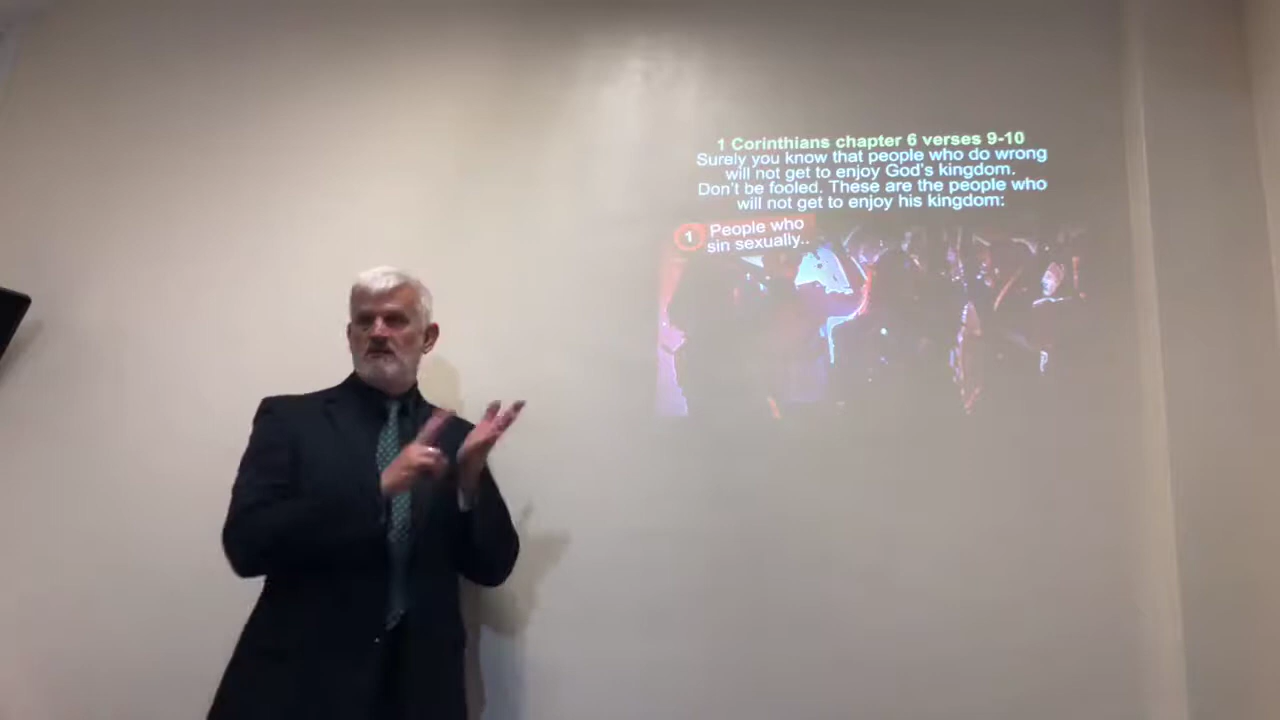 1 Corinthians chapter 6 verses 9-10
Surely you know that people who do wrong
will not get to enjoy God's kingdom.
Don't be fooled. These are the people who
will not get to enjoy his kingdom:
1 People who
sin sexually..